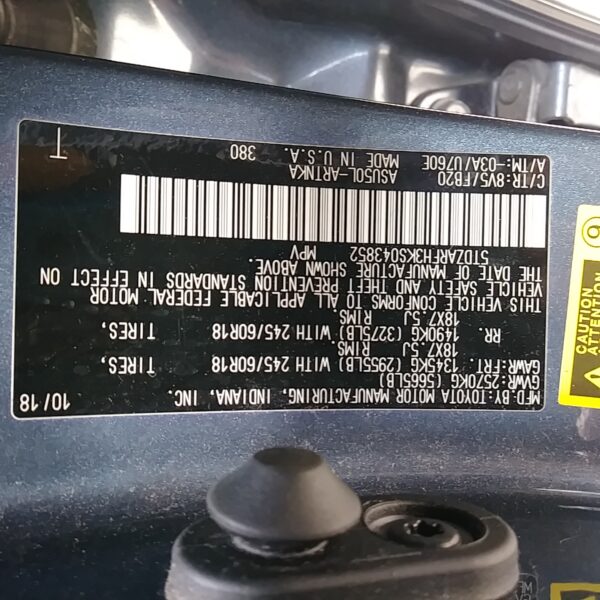 MFD.BY: TOYOTA MOTOR MANUFACTURING, INDIANA, INC. 10/18
GVWR: 2570KG (5665LB)
GAWR: FRT. 1345KG (2955LB) WITH 245/60R18 TIRES,
18X7.5J RIMS
RR. 1490KG (3275LB) WITH 245/60R18 TIRES,
18X7.5J RIMS
THIS VEHICLE CONFORMS TO ALL APPLICABLE FEDERAL MOTOR
VEHICLE SAFETY AND THEFT PREVENTION STANDARDS IN EFFECT ON
THE DATE OF MANUFACTURE SHOWN ABOVE.
5TDZARFH3KS043852 MPV
C/TR:8V5/FB20 ASU50L-ARTNKA
A/TM:-03A/U760E MADE IN U.S.A. 380 T
CAUTION
ATTENTION